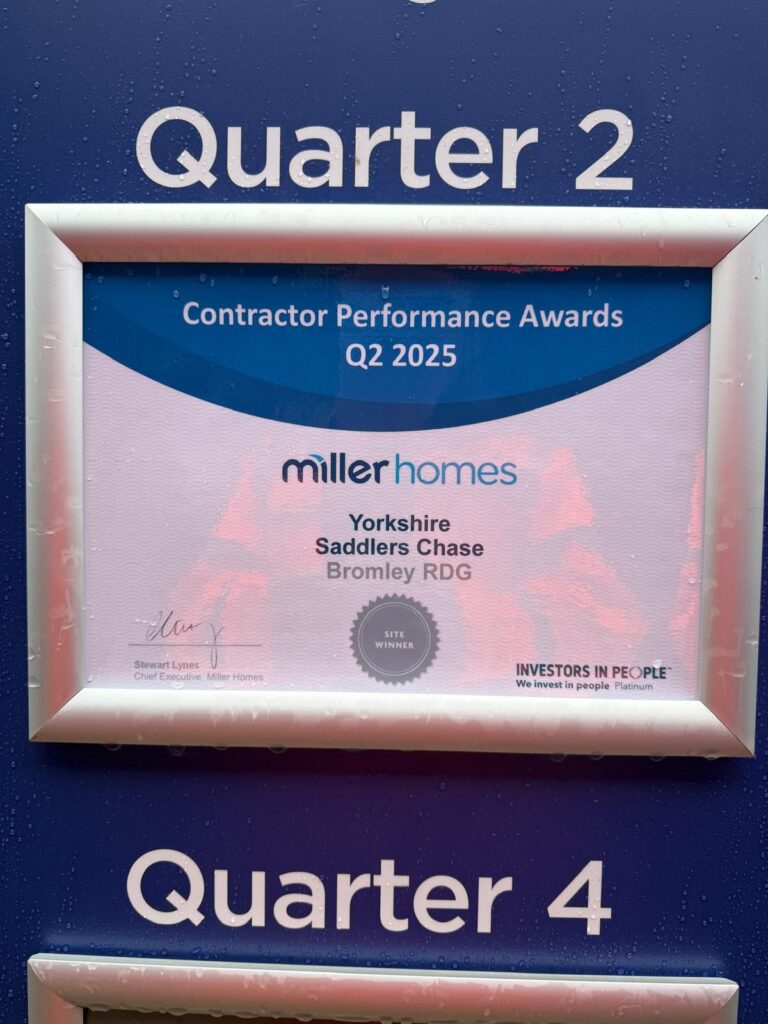 Quarter 2
Contractor Performance Awards
Q2 2025
miller homes
Yorkshire
Saddlers Chase
Bromley RDG
SITE
WINNER
Stewart Lynes
Chief Executive, Miller Homes
INVESTORS IN PEOPLE™
We invest in people Platinum
Quarter 4